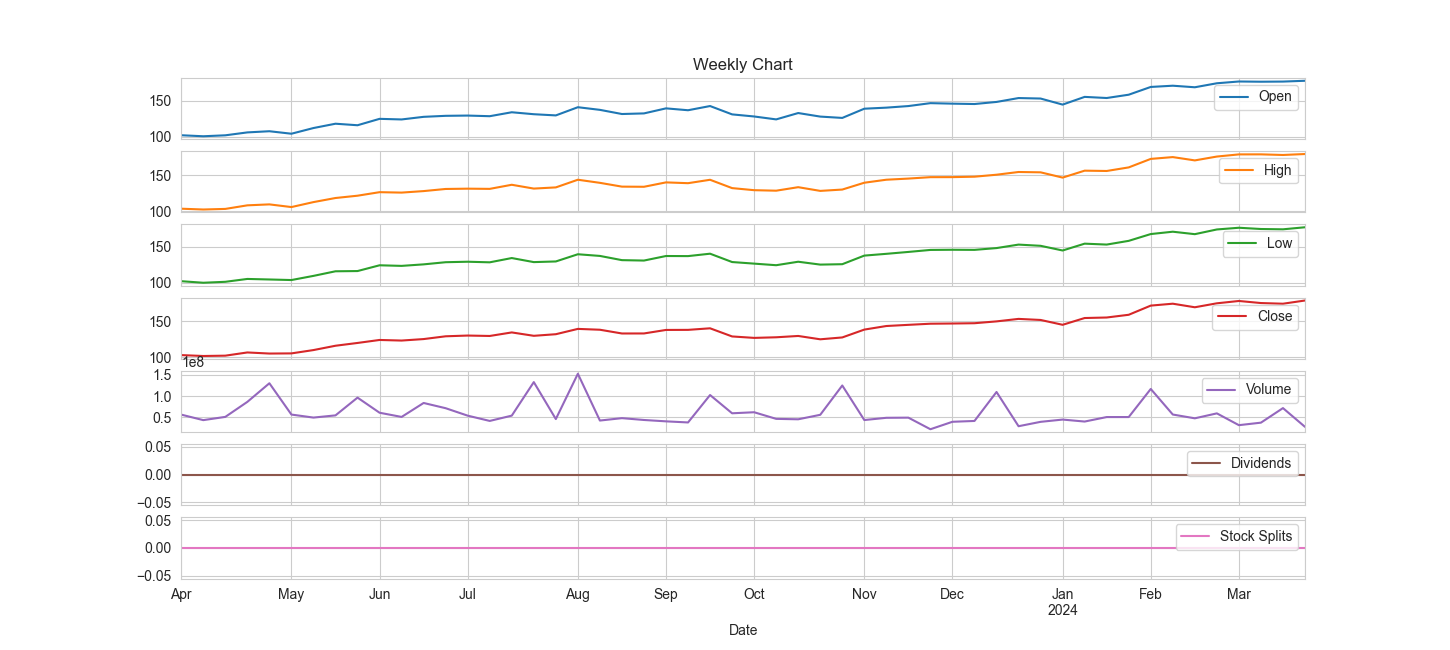 Weekly Chart
150
100
Open
150
100
High
150
100
Low
150
100
Close
1e8
1.5
1.0
0.5
Volume
0.05
0.00
−0.05
Dividends
0.05
0.00
−0.05
Stock Splits
Apr May Jun Jul Aug Sep Oct Nov Dec Jan Feb Mar
2024
Date